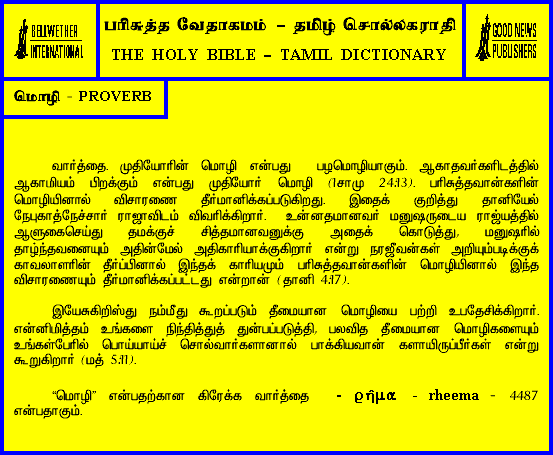 BELLWETHER
INTERNATIONAL
பரிசுத்த வேதாகமம் – தமிழ் சொல்லகராதி
THE HOLY BIBLE – TAMIL DICTIONARY
GOOD NEWS
PUBLISHERS
மொழி - PROVERB
வார்த்தை. முதியோரின் மொழி என்பது பழமொழியாகும். ஆகாதவர்களிடத்தில்
ஆகாமியம் பிறக்கும் என்பது முதியோர் மொழி (1சாமு 24:13). பரிசுத்தவான்களின்
மொழியினால் விசாரணை தீர்மானிக்கப்படுகிறது. இதைக் குறித்து தானியேல்
நேபுகாத்நேச்சார் ராஜாவிடம் விவரிக்கிறார். உன்னதமானவர் மனுஷருடைய ராஜ்யத்தில்
ஆளுகைசெய்து தமக்குச் சித்தமானவனுக்கு அதைக் கொடுத்து, மனுஷரில்
தாழ்ந்தவனையும் அதின்மேல் அதிகாரியாக்குகிறார் என்று நரஜீவன்கள் அறியும்படிக்குக்
காவலாளரின் தீர்ப்பினால் இந்தக் காரியமும் பரிசுத்தவான்களின் மொழியினால் இந்த
விசாரணையும் தீர்மானிக்கப்பட்டது என்றான் (தானி 4:17).
இயேசுகிறிஸ்து நம்மீது கூறப்படும் தீமையான மொழியை பற்றி உபதேசிக்கிறார்.
என்னிமித்தம் உங்களை நிந்தித்துத் துன்பப்படுத்தி, பலவித தீமையான மொழிகளையும்
உங்கள்பேரில் பொய்யாய்ச் சொல்வார்களானால் பாக்கியவான் களாயிருப்பீர்கள் என்று
கூறுகிறார் (மத் 5:11).
“மொழி” என்பதற்கான கிரேக்க வார்த்தை - ρῆμα - rheema - 4487
என்பதாகும்.